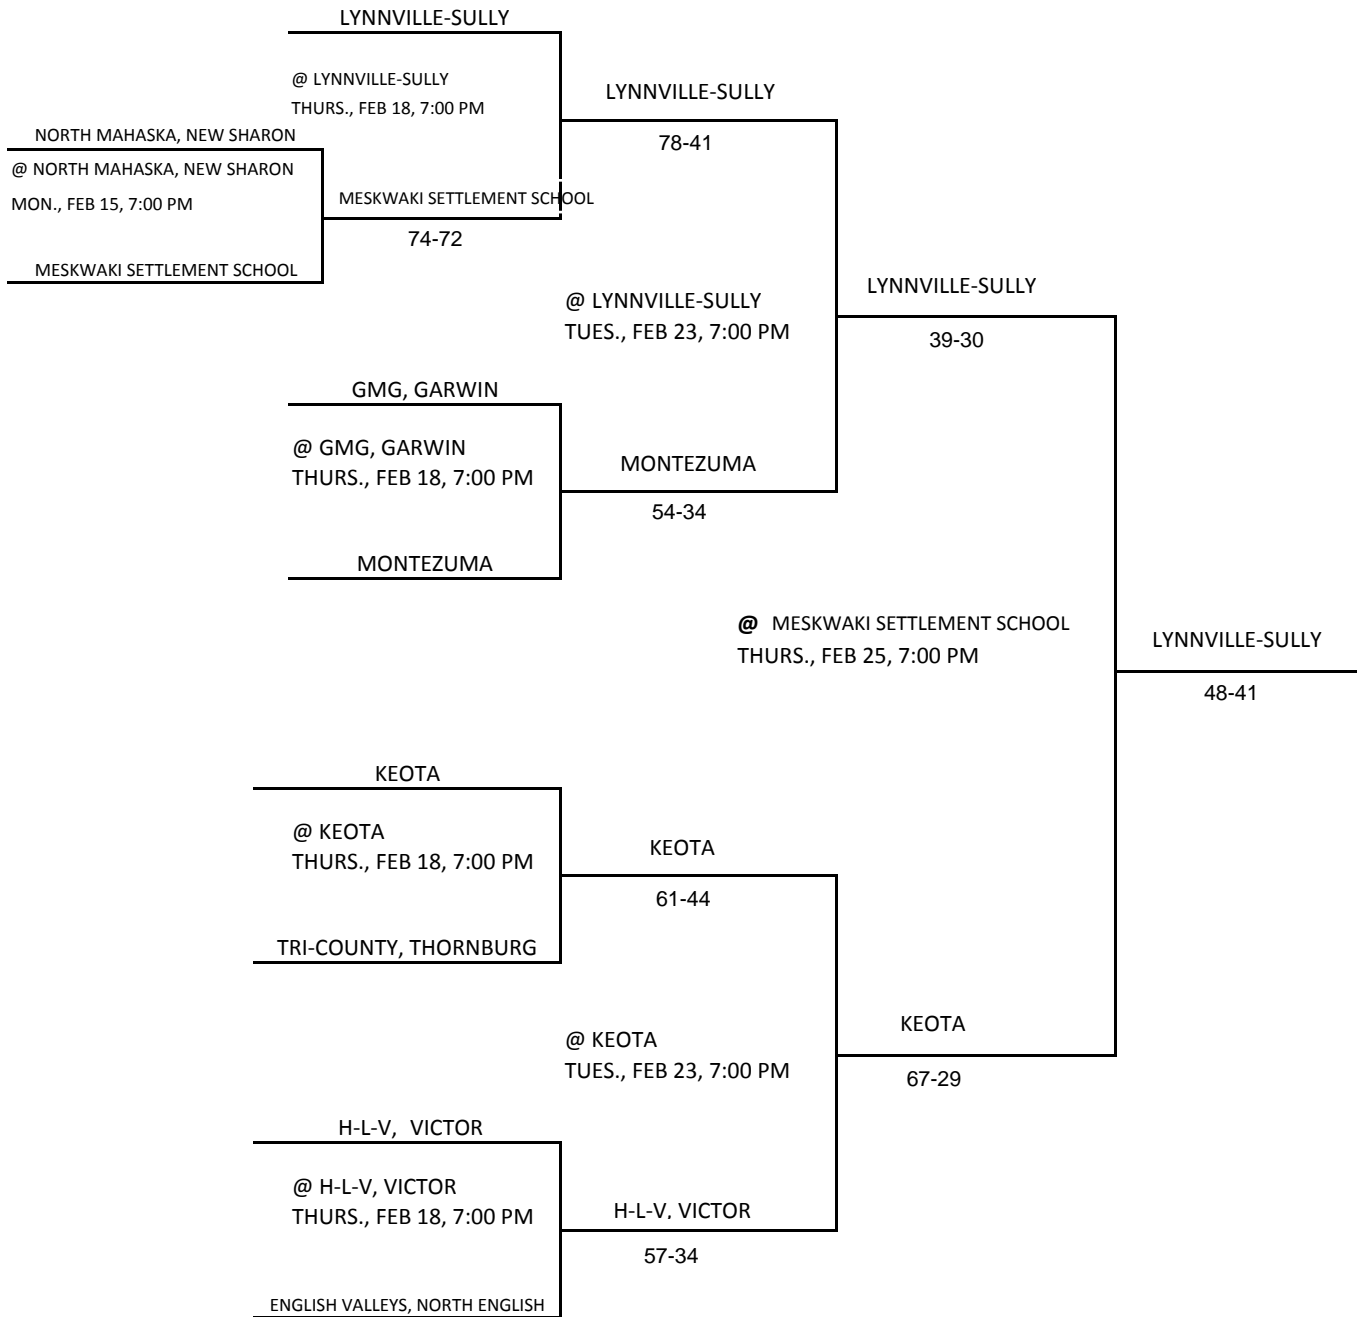 LYNNVILLE-SULLY
@ LYNNVILLE-SULLY
THURS., FEB 18, 7:00 PM
LYNNVILLE-SULLY
78-41
NORTH MAHASKA, NEW SHARON
@ NORTH MAHASKA, NEW SHARON
MON., FEB 15, 7:00 PM
MESKWAKI SETTLEMENT SCHOOL
74-72
MESKWAKI SETTLEMENT SCHOOL
@ LYNNVILLE-SULLY
TUES., FEB 23, 7:00 PM
LYNNVILLE-SULLY
39-30
GMG, GARWIN
@ GMG, GARWIN
THURS., FEB 18, 7:00 PM
MONTEZUMA
54-34
MONTEZUMA
@ MESKWAKI SETTLEMENT SCHOOL
THURS., FEB 25, 7:00 PM
LYNNVILLE-SULLY
48-41
KEOTA
@ KEOTA
THURS., FEB 18, 7:00 PM
KEOTA
61-44
TRI-COUNTY, THORNBURG
@ KEOTA
TUES., FEB 23, 7:00 PM
KEOTA
67-29
H-L-V, VICTOR
@ H-L-V, VICTOR
THURS., FEB 18, 7:00 PM
H-L-V, VICTOR
57-34
ENGLISH VALLEYS, NORTH ENGLISH